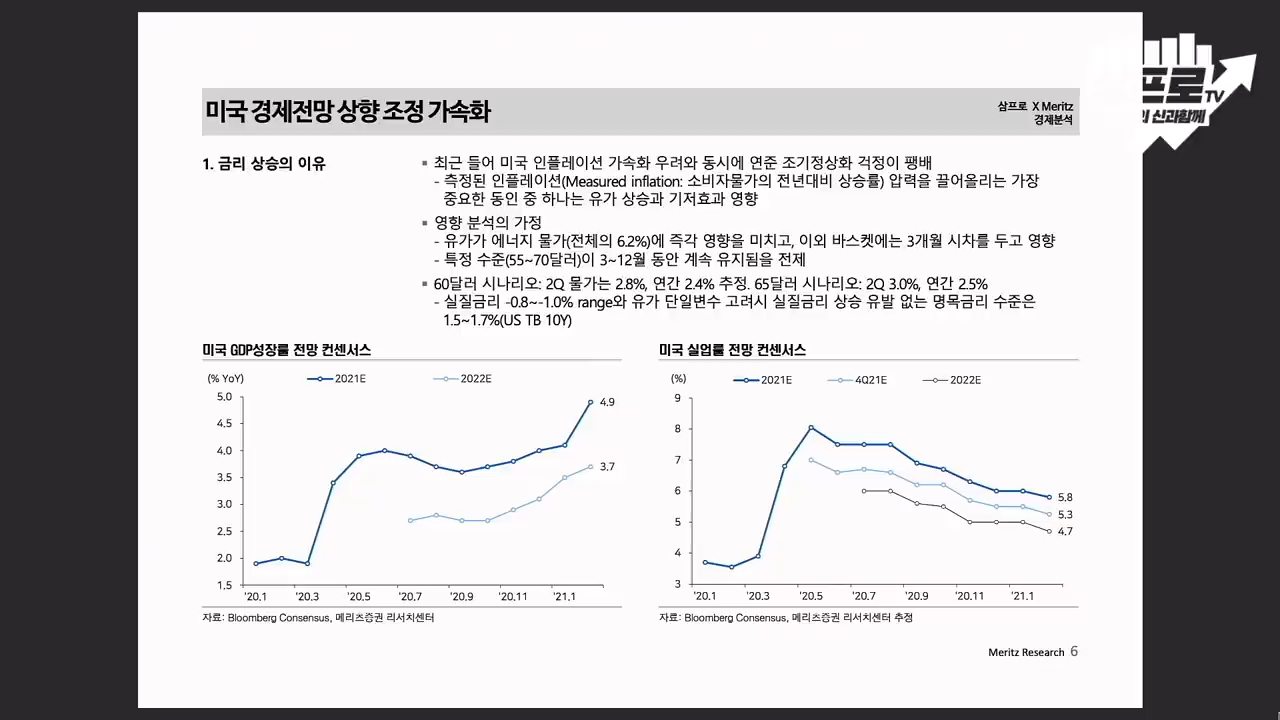 미국 경제전망 상향 조정 가속화
삼프로 X Meritz
경제분석
프로TV
의 신과함께
1. 금리 상승의 이유
▪ 최근 들어 미국 인플레이션 가속화 우려와 동시에 연준 조기정상화 걱정이 팽배
- 측정된 인플레이션(Measured inflation: 소비자물가의 전년대비 상승률) 압력을 끌어올리는 가장
중요한 동인 중 하나는 유가 상승과 기저효과 영향
▪ 영향 분석의 가정
- 유가가 에너지 물가(전체의 6.2%)에 즉각 영향을 미치고, 이외 바스켓에는 3개월 시차를 두고 영향
- 특정 수준(55~70달러)이 3~12월 동안 계속 유지됨을 전제
▪ 60달러 시나리오: 2Q 물가는 2.8%, 연간 2.4% 추정. 65달러 시나리오: 2Q 3.0%, 연간 2.5%
- 실질금리 -0.8~-1.0% range와 유가 단일변수 고려시 실질금리 상승 유발 없는 명목금리 수준은
1.5~1.7%(US TB 10Y)
미국 GDP성장률 전망 컨센서스
(% YoY)
2021E
2022E
5.0
4.5
4.0
3.5
3.0
2.5
2.0
1.5
4.9
3.7
'20.1
'20.3
'20.5
'20.7
'20.9
'20.11
'21.1
자료: Bloomberg Consensus, 메리츠증권 리서치센터
미국 실업률 전망 컨센서스
(%)
2021E
4Q21E
2022E
9
8
7
6
5
4
3
5.8
5.3
4.7
'20.1
'20.3
'20.5
'20.7
'20.9
'20.11
'21.1
자료: Bloomberg Consensus, 메리츠증권 리서치센터 추정
Meritz Research 6